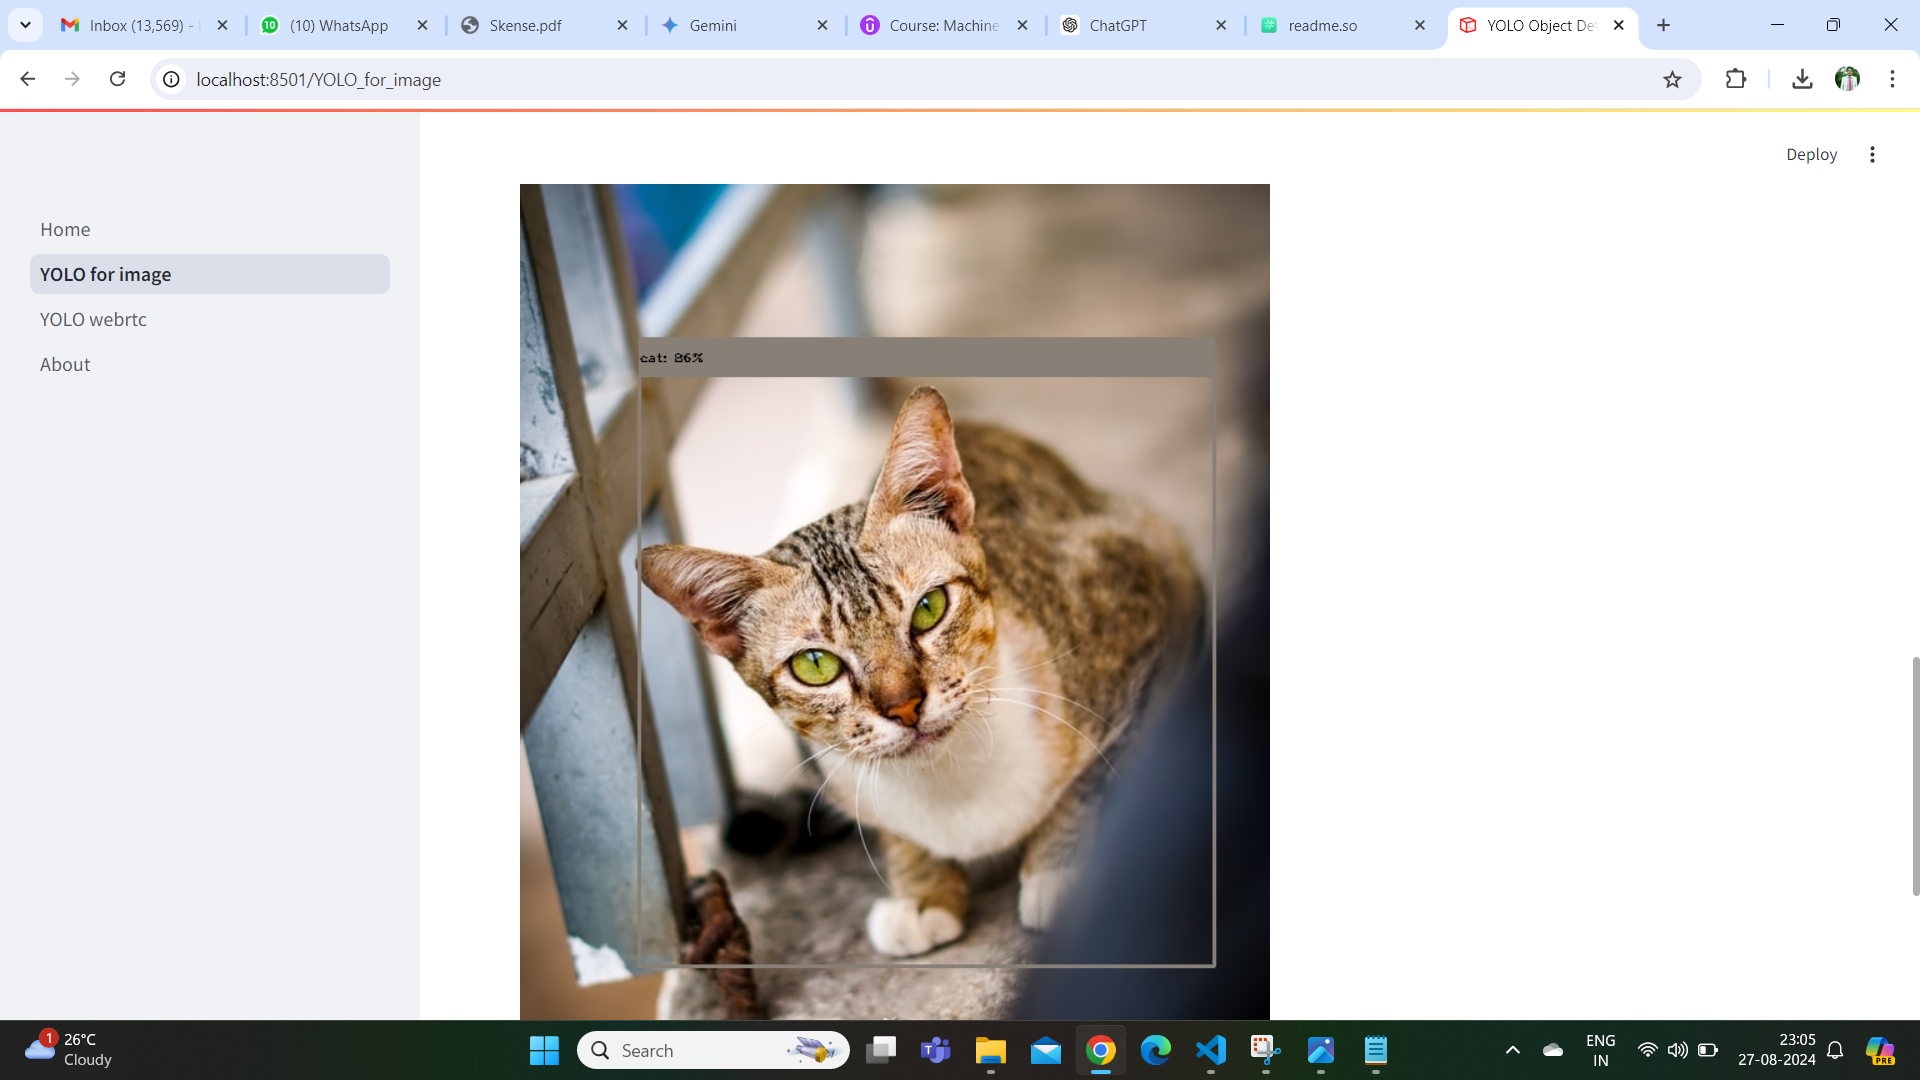 Inbox (13,569) -
(10) WhatsApp
Skense.pdf
Gemini
Course: Machine
ChatGPT
readme.so
YOLO Object Det
localhost:8501/YOLO_for_image
Deploy
Home
YOLO for image
YOLO webrtc
About
cat: 86%
1
26°C
Cloudy
Search
ENG
IN
23:05
27-08-2024
PRE